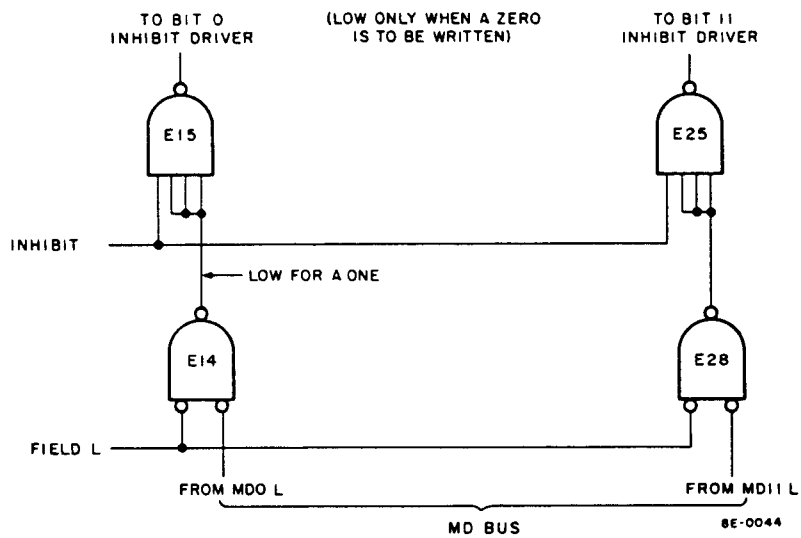 TO BIT 0
INHIBIT DRIVER
(LOW ONLY WHEN A ZERO
IS TO BE WRITTEN)
TO BIT 11
INHIBIT DRIVER
E15
E25
INHIBIT
LOW FOR A ONE
E14
E28
FIELD L
FROM MD0 L
FROM MD11 L
MD BUS
8E-0044